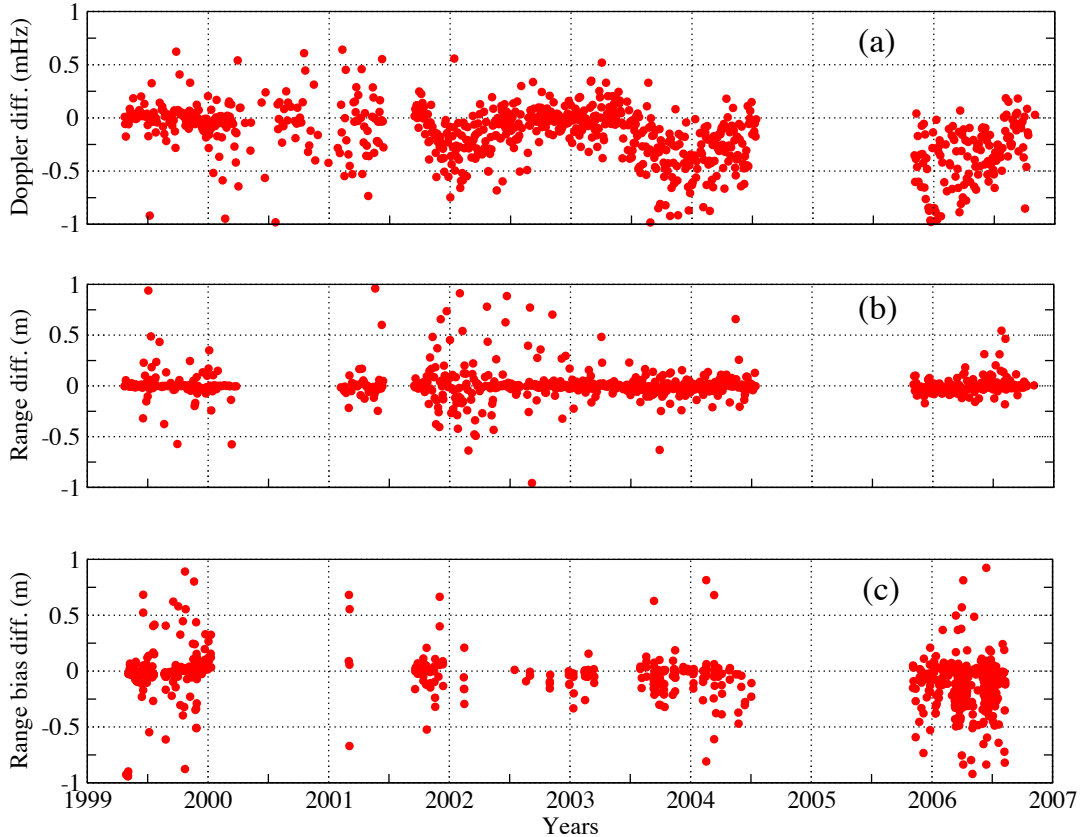 1
0.5
0
-0.5
-1
Doppler diff. (mHz)
(a)
1
0.5
0
-0.5
-1
Range diff. (m)
(b)
1
0.5
0
-0.5
-1
Range bias diff. (m)
(c)
1999 2000 2001 2002 2003 2004 2005 2006 2007
Years